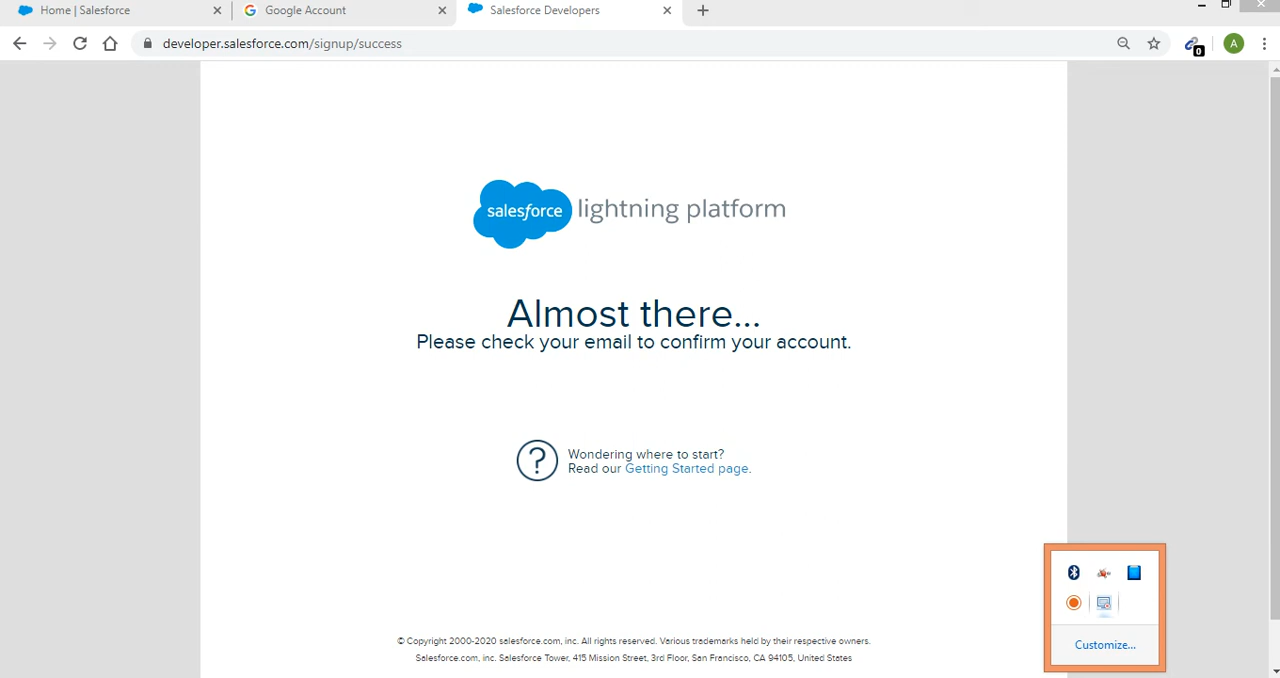 Home | Salesforce
Google Account
Salesforce Developers
developer.salesforce.com/signup/success
0
A
salesforce lightning platform
Almost there...
Please check your email to confirm your account.
?
Wondering where to start?
Read our Getting Started page.
© Copyright 2000-2020 salesforce.com, inc. All rights reserved. Various trademarks held by their respective owners.
Salesforce.com, inc. Salesforce Tower, 415 Mission Street, 3rd Floor, San Francisco, CA 94105, United States
Customize...